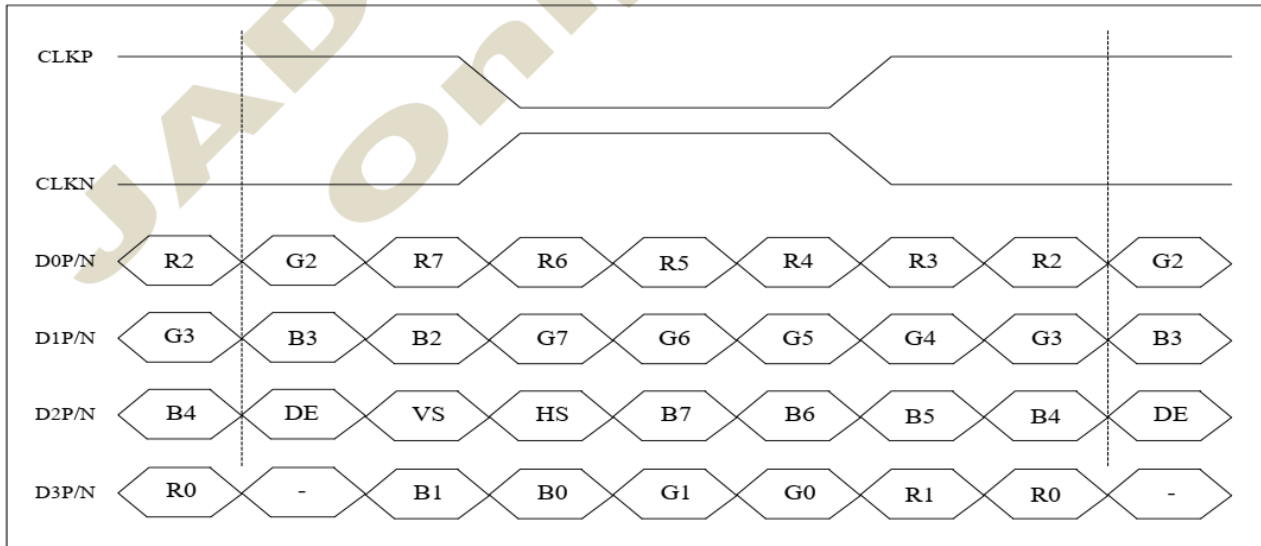 JAD
Onl
CLKP
CLKN
D0P/N R2 G2 R7 R6 R5 R4 R3 R2 G2
D1P/N G3 B3 B2 G7 G6 G5 G4 G3 B3
D2P/N B4 DE VS HS B7 B6 B5 B4 DE
D3P/N R0 - B1 B0 G1 G0 R1 R0 -